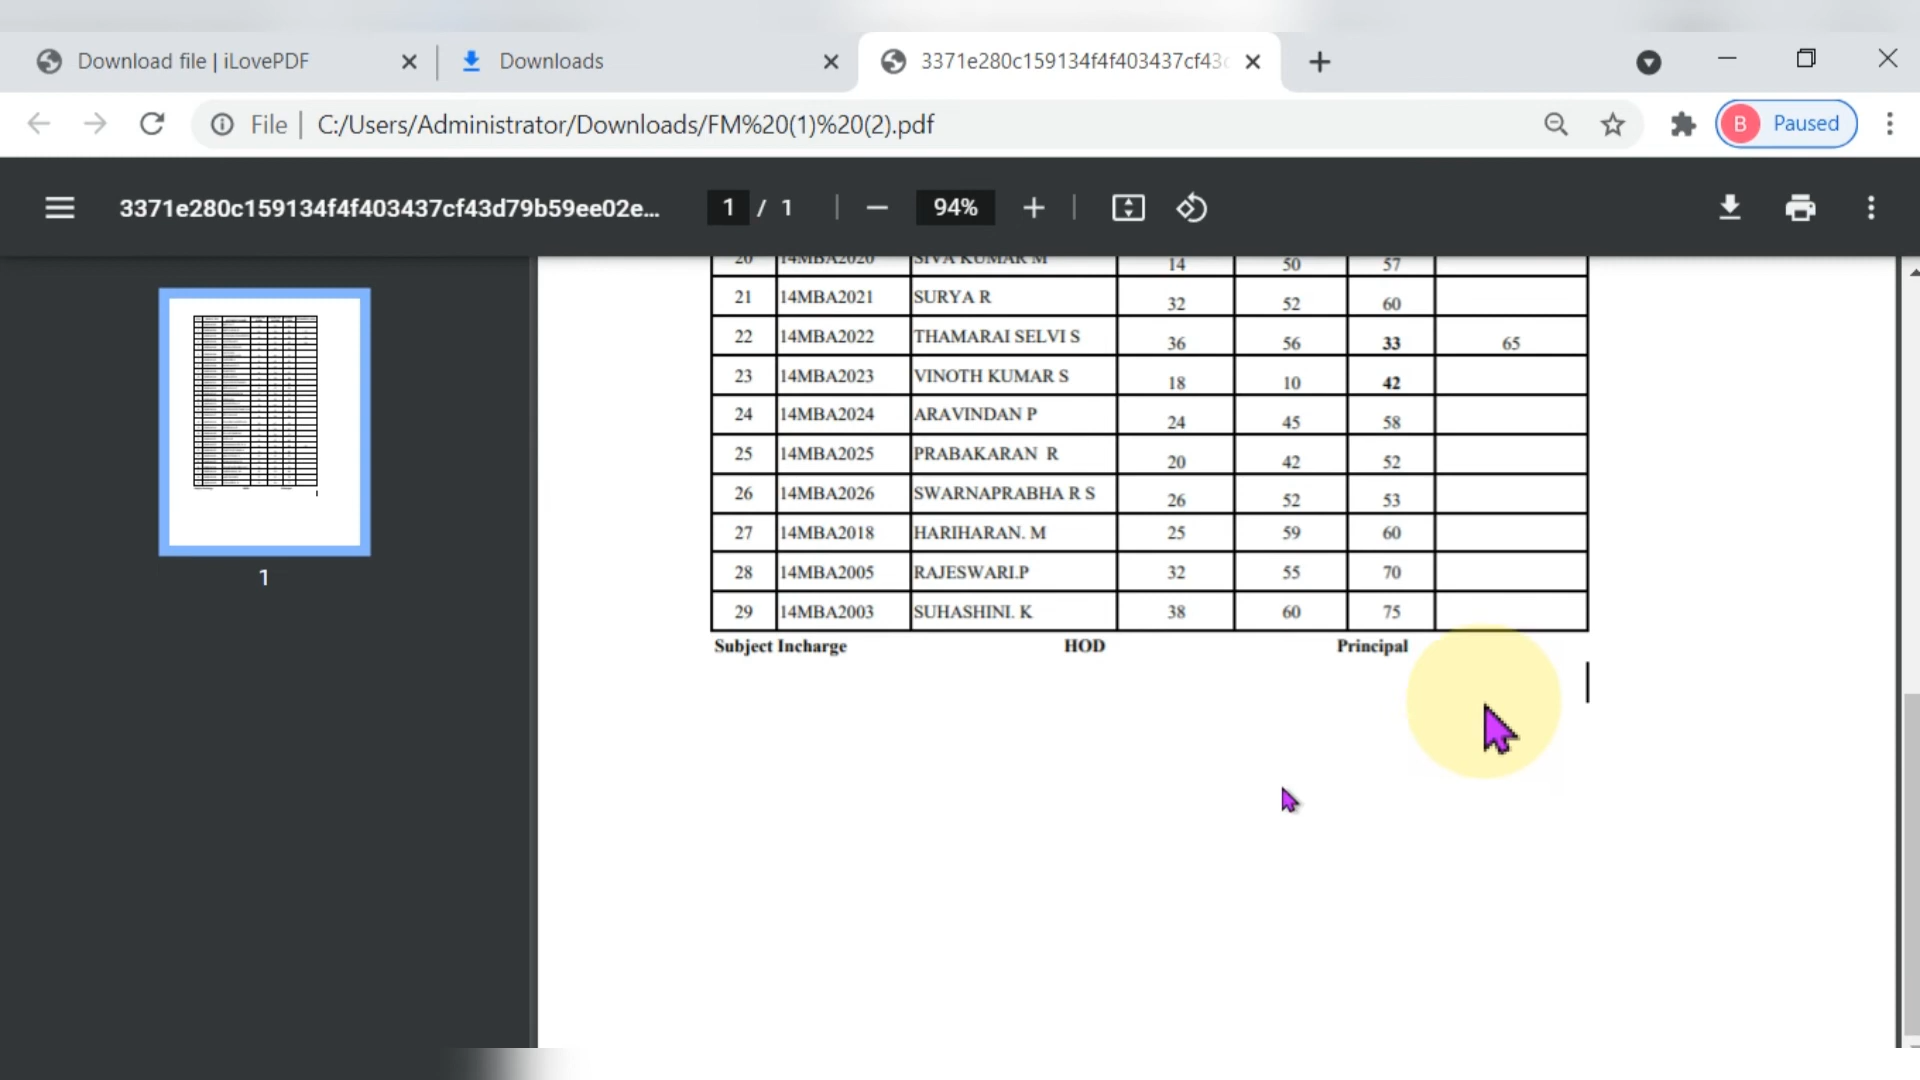 Download file | iLovePDF
Downloads
3371e280c159134f4f403437cf43
File
C:/Users/Administrator/Downloads/FM%20(1)%20(2).pdf
B Paused
3371e280c159134f4f403437cf43d79b59ee02e...
1 / 1
94%
20 14MBA2020 SIVA KUMAR M 14 50 57
21 14MBA2021 SURYA R 32 52 60
22 14MBA2022 THAMARAI SELVI S 36 56 33 65
23 14MBA2023 VINOTH KUMAR S 18 10 42
24 14MBA2024 ARAVINDAN P 24 45 58
25 14MBA2025 PRABAKARAN R 20 42 52
26 14MBA2026 SWARNAPRABHA R S 26 52 53
27 14MBA2018 HARIHARAN. M 25 59 60
28 14MBA2005 RAJESWARI.P 32 55 70
29 14MBA2003 SUHASHINI. K 38 60 75
Subject Incharge HOD Principal
1